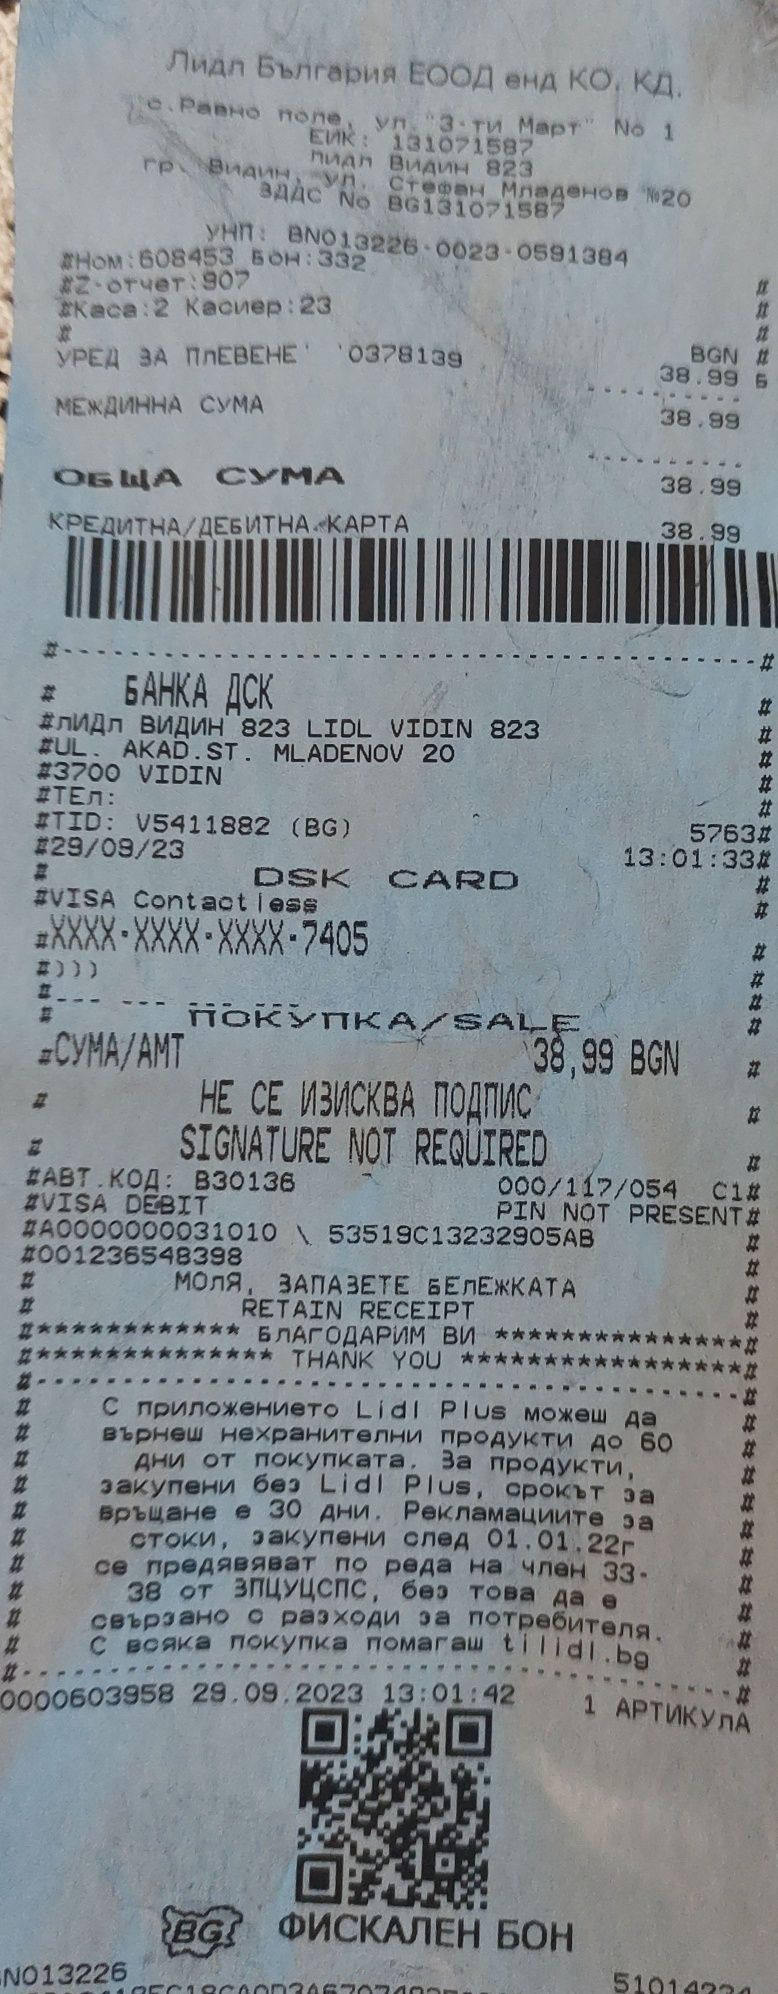 Лидл България ЕООД енд КО. КД.
с.Равно поле, ул."3-ти Март" No 1
ЕИК: 131071587
лидл Видин 823
гр. Видин, ул. Стефан Младенов №20
ЗДДС No BG131071587
УНП: BN013226-0023-0591384
#Ном:608453 Бон:332 #
#Z-отчет:907 #
#Каса:2 Касиер:23 #
# BGN #
УРЕД ЗА ПЛЕВЕНЕ' '0378139 38.99 Б
МЕЖДИННА СУМА 38.99
ОБЩА СУМА 38.99
КРЕДИТНА/ДЕБИТНА КАРТА 38.99
#--------------------------------------------#
# БАНКА ДСК #
#лИДл ВИДИН 823 LIDL VIDIN 823 #
#UL. AKAD.ST. MLADENOV 20 #
#3700 VIDIN #
#ТЕл: #
#TID: V5411882 (BG) 5763#
#29/09/23 13:01:33#
# DSK CARD #
#VISA Contactless #
#XXXX-XXXX-XXXX-7405 #
#))) #
#--- --- --- --- #
# ПОКУПКА/SALE #
#СУМА/AMT 38,99 BGN #
# НЕ СЕ ИЗИСКВА ПОДПИС #
# SIGNATURE NOT REQUIRED #
#АВТ.КОД: B30136 000/117/054 C1#
#VISA DEBIT PIN NOT PRESENT#
#A0000000031010 \ 53519C13232905AB #
#001236548398 #
# МОлЯ, ЗАПАЗЕТЕ БЕлЕЖКАТА #
# RETAIN RECEIPT #
#************ БлАГОДАРИМ ВИ ***************#
#************** THANK YOU *****************#
#--------------------------------------------#
# С приложението Lidl Plus можеш да #
# върнеш нехранителни продукти до 60 #
# дни от покупката. За продукти, #
# закупени без Lidl Plus, срокът за #
# връщане е 30 дни. Рекламациите за #
# стоки, закупени след 01.01.22г #
# се предявяват по реда на член 33- #
# 38 от ЗПЦУЦСПС, без това да е #
# свързано с разходи за потребителя. #
# С всяка покупка помагаш tilidl.bg #
#--------------------------------------------#
0000603958 29.09.2023 13:01:42 1 АРТИКУлА
BG ФИСКАЛЕН БОН
BN013226